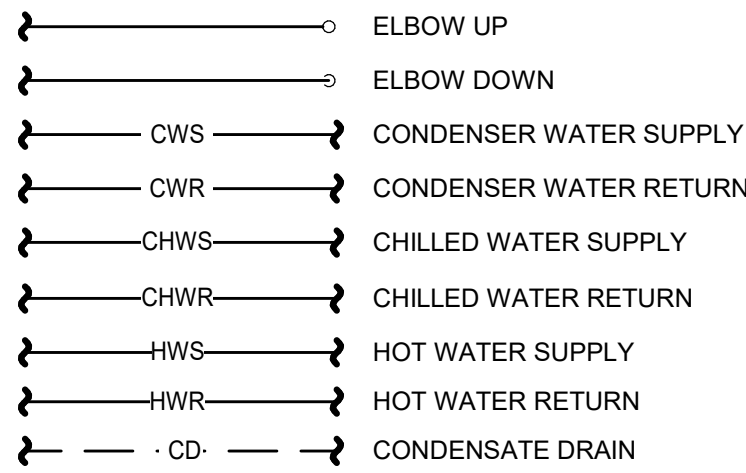 ELBOW UP
ELBOW DOWN
CWS CONDENSER WATER SUPPLY
CWR CONDENSER WATER RETURN
CHWS CHILLED WATER SUPPLY
CHWR CHILLED WATER RETURN
HWS HOT WATER SUPPLY
HWR HOT WATER RETURN
CD CONDENSATE DRAIN